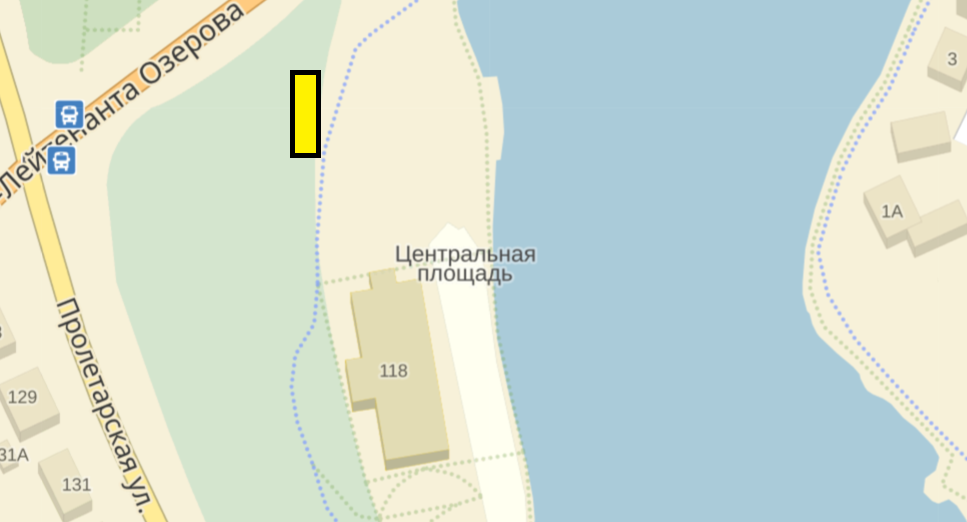 Лейтенанта Озерова
3
1А
Центральная
площадь
118
Пролетарская ул.
129
31А
131